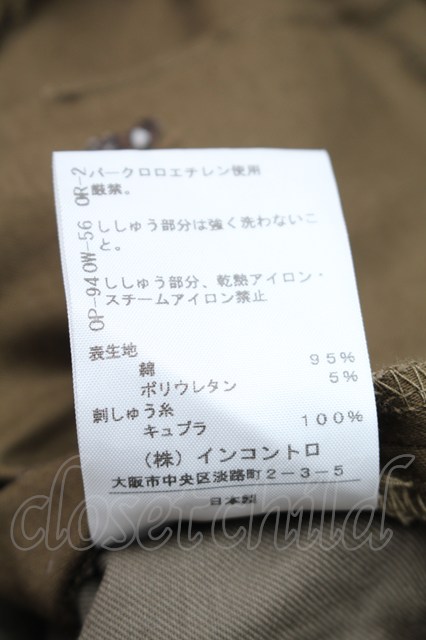 パークロロエチレン使用
厳禁。
ししゅう部分は強く洗わないこ
と。
ししゅう部分、乾熱アイロン・
スチームアイロン禁止
表生地
綿 95%
ポリウレタン 5%
刺しゅう糸
キュプラ 100%
(株)インコントロ
大阪市中央区淡路町2-3-5
日本製
OP-940W-56 OR-2
closet child